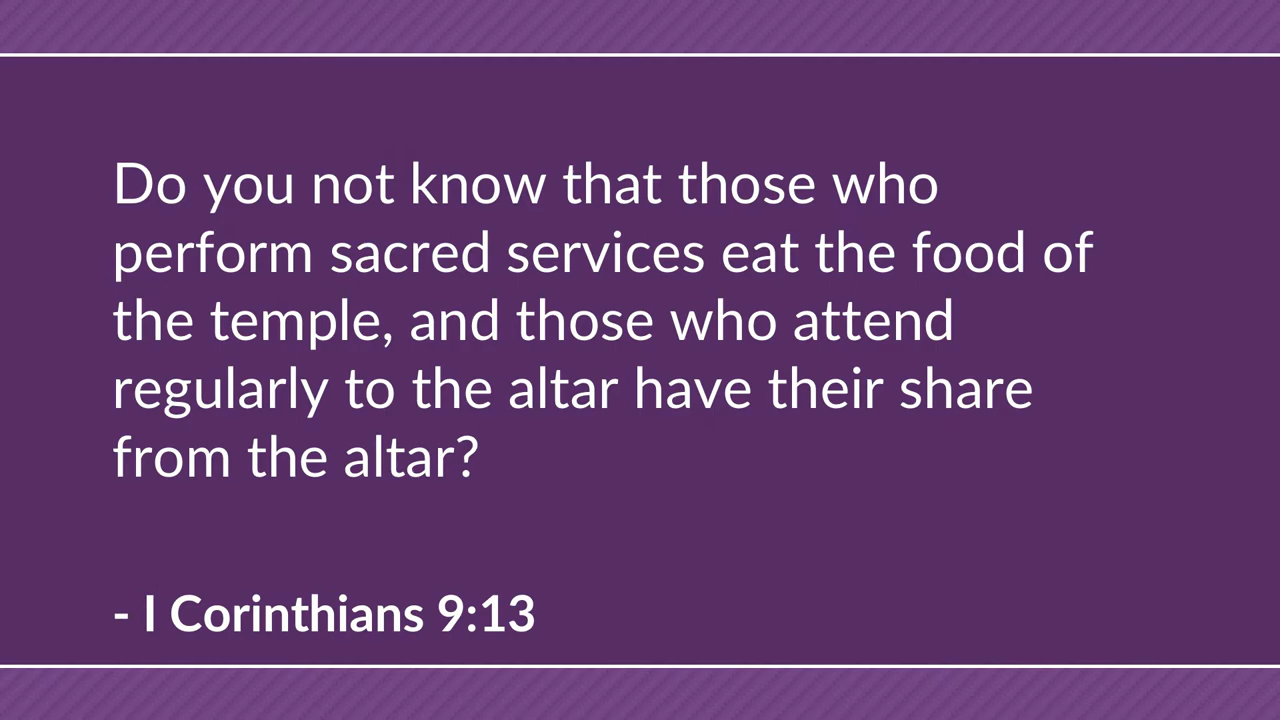 Do you not know that those who
perform sacred services eat the food of
the temple, and those who attend
regularly to the altar have their share
from the altar?
- I Corinthians 9:13